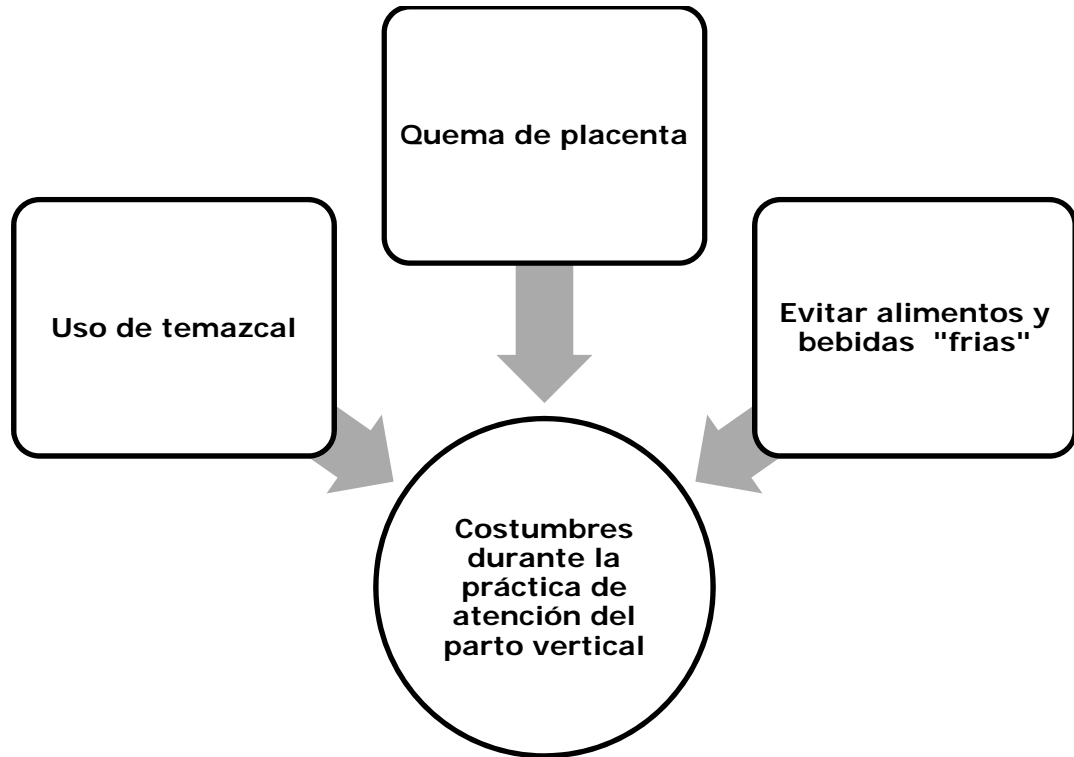 Quema de placenta
Uso de temazcal
Evitar alimentos y
bebidas "frias"
Costumbres
durante la
práctica de
atención del
parto vertical